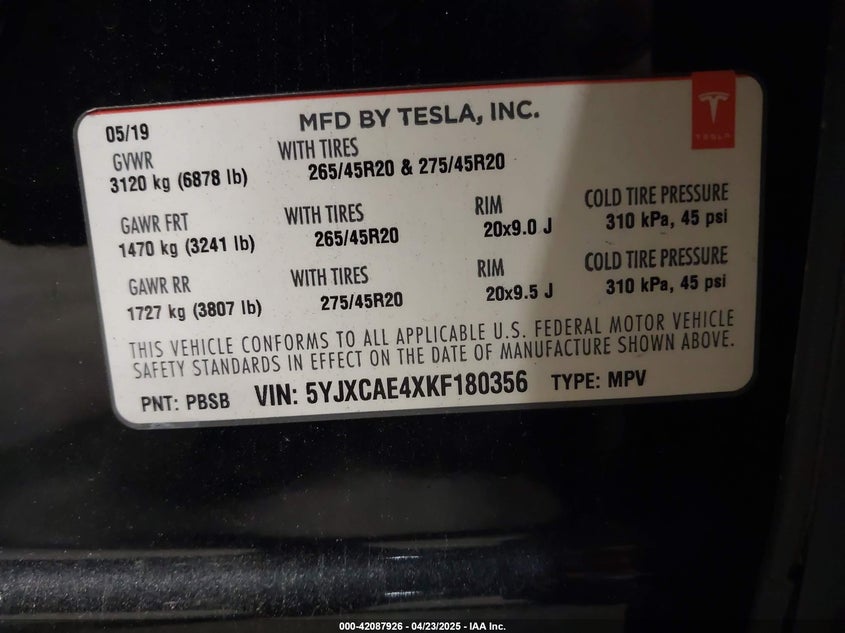 05/19 MFD BY TESLA, INC.
TESLA
GVWR WITH TIRES
3120 kg (6878 lb) 265/45R20 & 275/45R20
GAWR FRT WITH TIRES RIM COLD TIRE PRESSURE
1470 kg (3241 lb) 265/45R20 20x9.0 J 310 kPa, 45 psi
GAWR RR WITH TIRES RIM COLD TIRE PRESSURE
1727 kg (3807 lb) 275/45R20 20x9.5 J 310 kPa, 45 psi
THIS VEHICLE CONFORMS TO ALL APPLICABLE U.S. FEDERAL MOTOR VEHICLE
SAFETY STANDARDS IN EFFECT ON THE DATE OF MANUFACTURE SHOWN ABOVE.
PNT: PBSB VIN: 5YJXCAE4XKF180356 TYPE: MPV
000-42087926 - 04/23/2025 - IAA Inc.